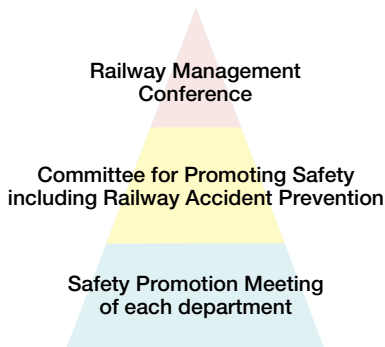 Railway Management
Conference
Committee for Promoting Safety
including Railway Accident Prevention
Safety Promotion Meeting
of each department